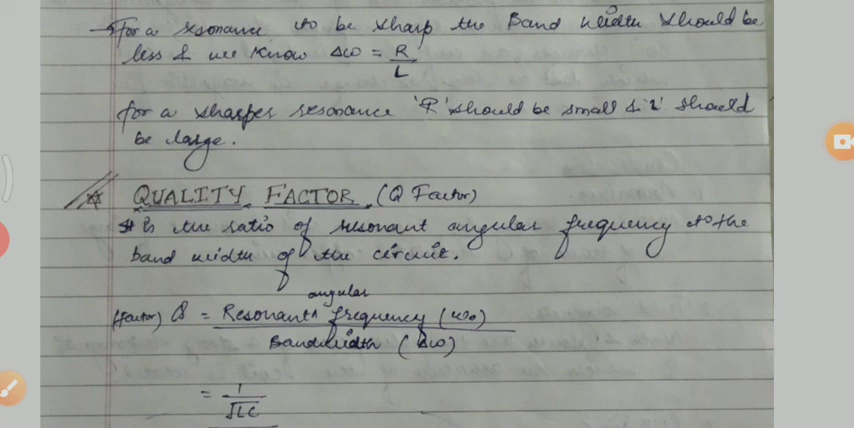 → For a resonance to be sharp the Band width should be
less & we know Δω = R/L
for a sharper resonance 'R' should be small & 'L' should
be large.
☆ QUALITY FACTOR. (Q Factor)
It is the ratio of resonant angular frequency to the
band width of the circuit.
angular
(factor) Q = Resonant^ frequency (ω₀)
Bandwidth (Δω)
= 1/√LC